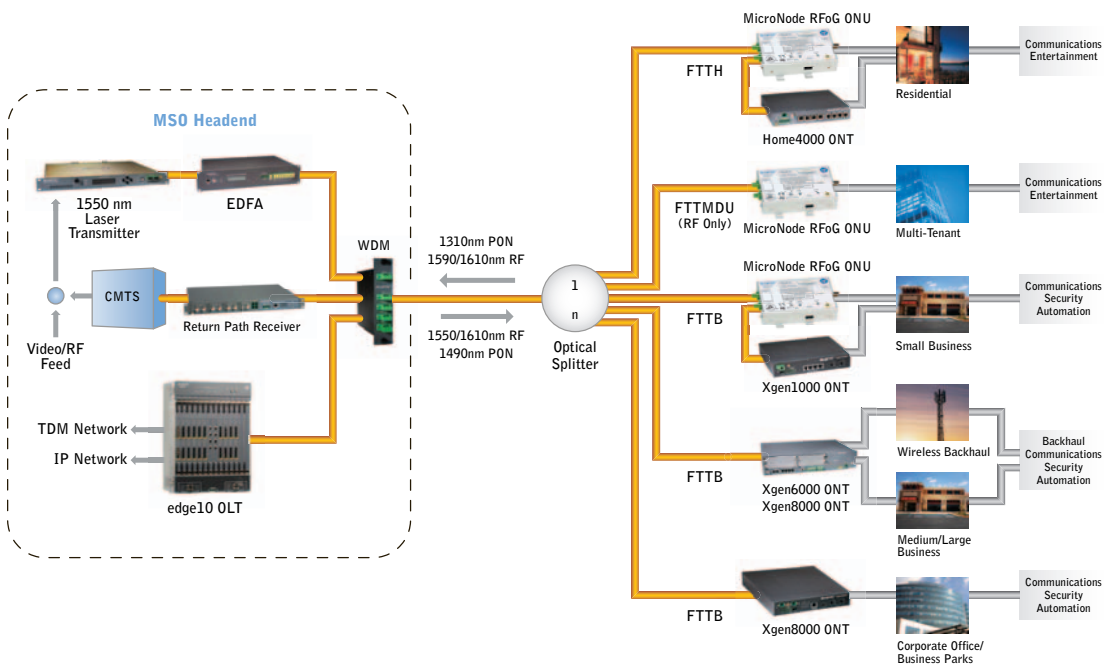 MSO Headend
1550 nm
Laser
Transmitter
EDFA
WDM
CMTS
Return Path Receiver
Video/RF
Feed
TDM Network
IP Network
edge10 OLT
1310nm PON
1590/1610nm RF
1550/1610nm RF
1490nm PON
1
n
Optical
Splitter
MicroNode RFoG ONU
FTTH
Home4000 ONT
Residential
Communications
Entertainment
FTTMDU
(RF Only)
MicroNode RFoG ONU
Multi-Tenant
Communications
Entertainment
MicroNode RFoG ONU
FTTB
Xgen1000 ONT
Small Business
Communications
Security
Automation
FTTB
Xgen6000 ONT
Xgen8000 ONT
Wireless Backhaul
Medium/Large
Business
Backhaul
Communications
Security
Automation
FTTB
Xgen8000 ONT
Corporate Office/
Business Parks
Communications
Security
Automation